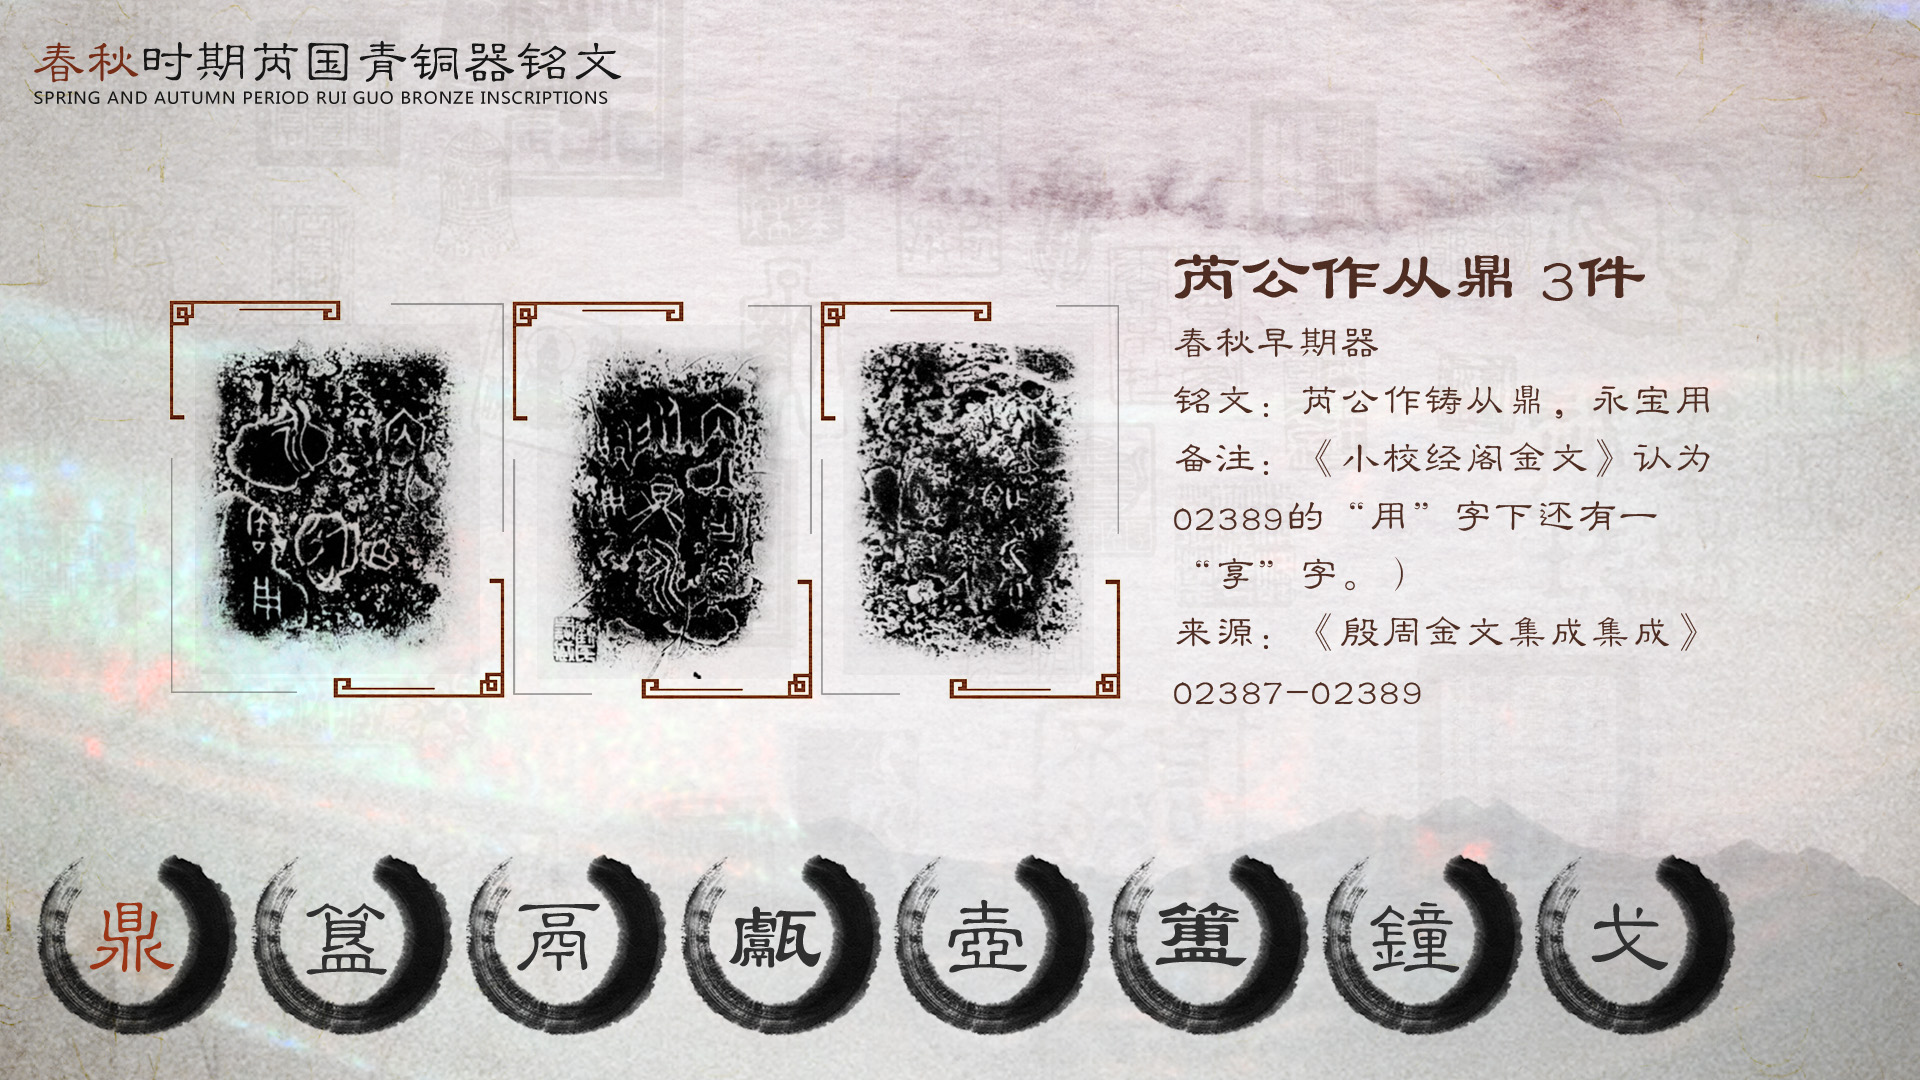 春秋时期芮国青铜器铭文
SPRING AND AUTUMN PERIOD RUI GUO BRONZE INSCRIPTIONS
芮公作从鼎 3件
春秋早期器
铭文：芮公作铸从鼎，永宝用
备注：《小校经阁金文》认为
02389的“用”字下还有一
“享”字。）
来源：《殷周金文集成集成》
02387-02389
鼎
簋
鬲
甗
壶
簠
鐘
戈